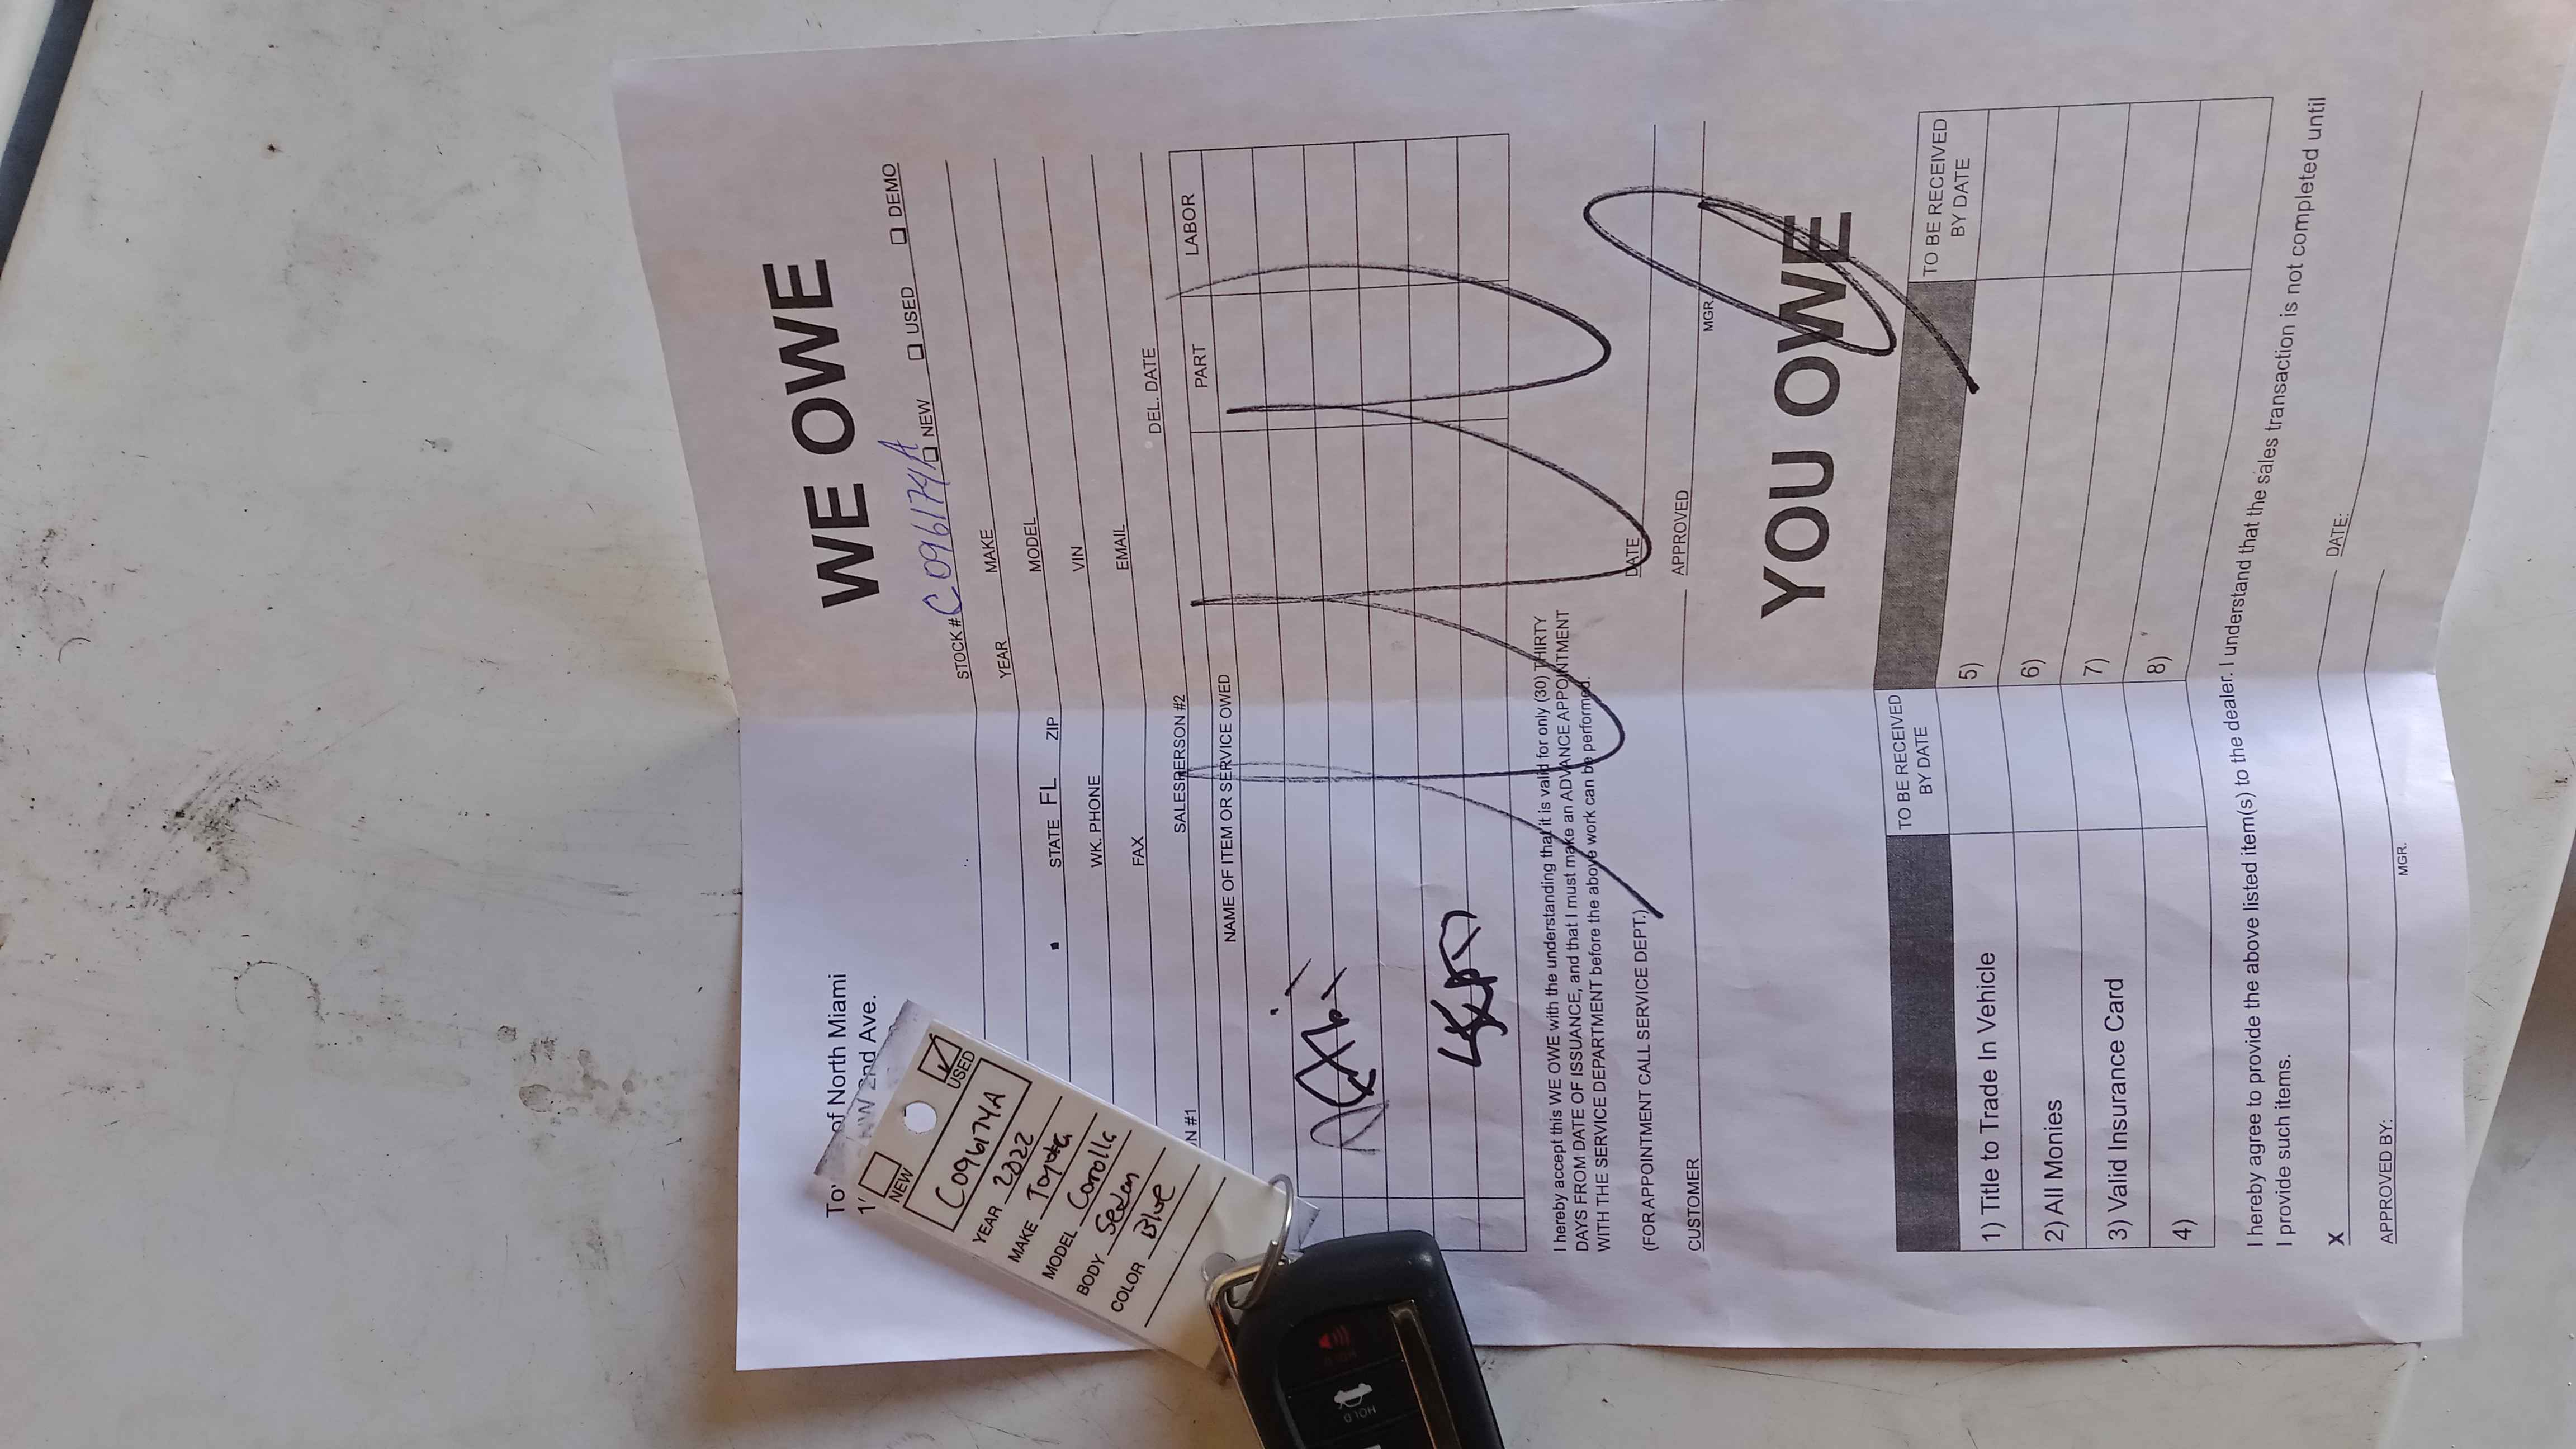 of North Miami
2nd Ave.
WE OWE
NEW
USED
C096174A
YEAR 2022
MAKE Toyota
MODEL Corolla
BODY Sedan
COLOR Blue
HOLD
STOCK # C096174A
NEW USED DEMO
YEAR MAKE
MODEL
STATE FL ZIP
VIN
WK. PHONE
EMAIL
FAX
DEL. DATE
N #1 SALESPERSON #2
NAME OF ITEM OR SERVICE OWED PART LABOR
I hereby accept this WE OWE with the understanding that it is valid for only (30) THIRTY
DAYS FROM DATE OF ISSUANCE, and that I must make an ADVANCE APPOINTMENT
WITH THE SERVICE DEPARTMENT before the above work can be performed.
(FOR APPOINTMENT CALL SERVICE DEPT.)
DATE
CUSTOMER APPROVED
MGR.
YOU OWE
TO BE RECEIVED BY DATE
TO BE RECEIVED BY DATE
1) Title to Trade In Vehicle 5)
2) All Monies 6)
3) Valid Insurance Card 7)
4) 8)
I hereby agree to provide the above listed item(s) to the dealer. I understand that the sales transaction is not completed until
I provide such items.
X DATE:
APPROVED BY:
MGR.